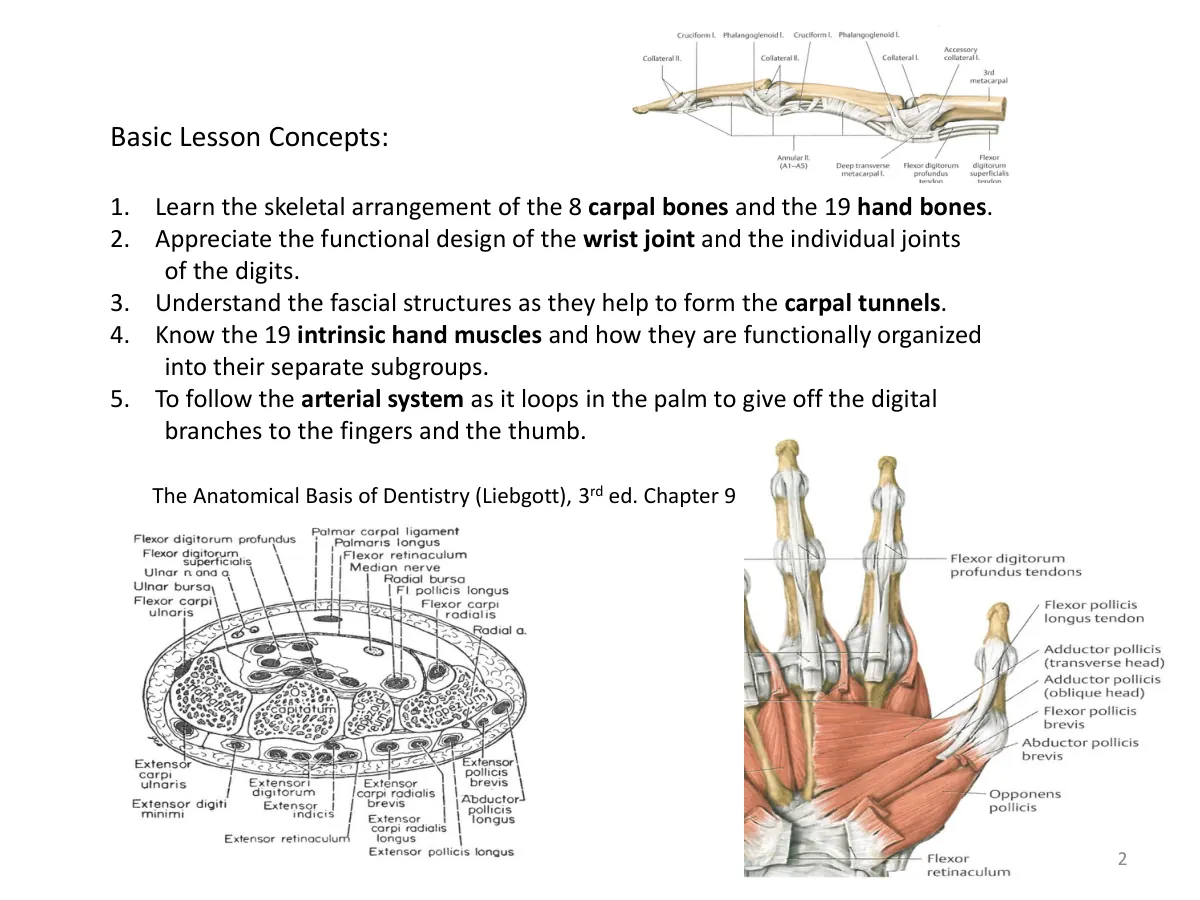 Cruciform l. Phalangoglenoid l. Cruciform l. Phalangoglenoid l.
Collateral ll.
Collateral ll.
Collateral l.
Accessory
collateral l.
3rd
metacarpal
Annular ll.
(A1–A5)
Deep transverse
metacarpal l.
Flexor digitorum
profundus
tendon
Flexor
digitorum
superficialis
tendon
Basic Lesson Concepts:
1. Learn the skeletal arrangement of the 8 carpal bones and the 19 hand bones.
2. Appreciate the functional design of the wrist joint and the individual joints
of the digits.
3. Understand the fascial structures as they help to form the carpal tunnels.
4. Know the 19 intrinsic hand muscles and how they are functionally organized
into their separate subgroups.
5. To follow the arterial system as it loops in the palm to give off the digital
branches to the fingers and the thumb.
The Anatomical Basis of Dentistry (Liebgott), 3rd ed. Chapter 9
Flexor digitorum profundus
Flexor digitorum
superficialis
Ulnar n. and a.
Ulnar bursa
Flexor carpi
ulnaris
Palmar carpal ligament
Palmaris longus
Flexor retinaculum
Median nerve
Radial bursa
Fl pollicis longus
Flexor carpi
radialis
Radial a.
Os
hamatum
Os
capitatum
Os
Os
Extensor
carpi
ulnaris
Extensor digiti
minimi
Extensori
digitorum
Extensor
indicis
Extensor retinaculum
Extensor
carpi radialis
brevis
Extensor
carpi radialis
longus
Extensor pollicis longus
Extensor
pollicis
brevis
Abductor
pollicis
longus
Flexor digitorum
profundus tendons
Flexor pollicis
longus tendon
Adductor pollicis
(transverse head)
Adductor pollicis
(oblique head)
Flexor pollicis
brevis
Abductor pollicis
brevis
Opponens
pollicis
Flexor
retinaculum
2